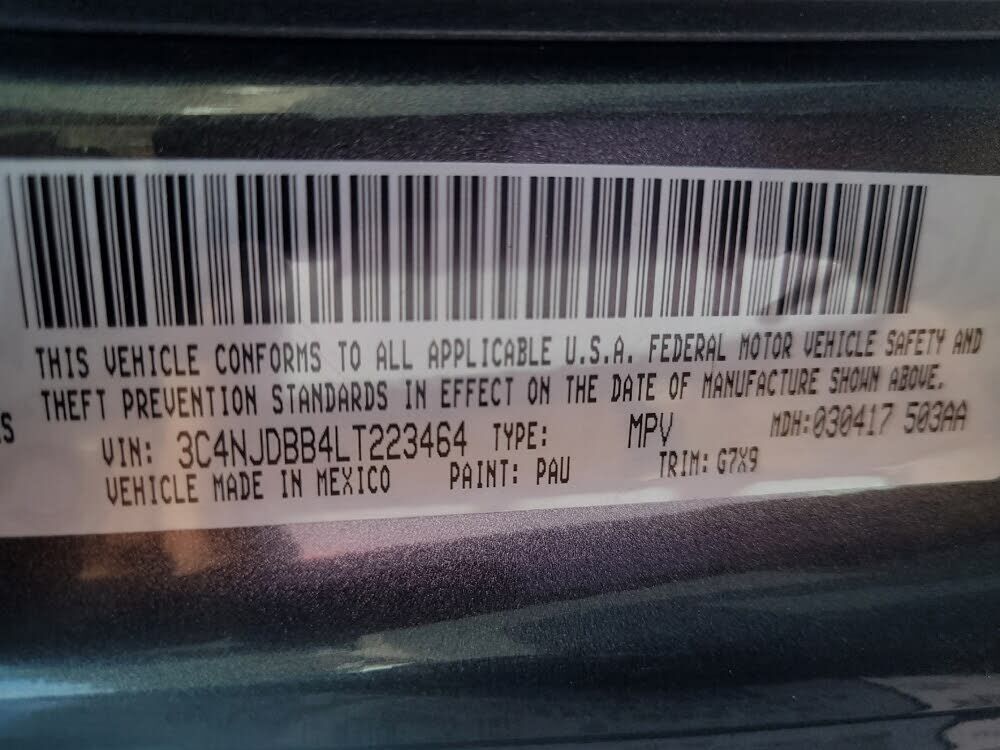 THIS VEHICLE CONFORMS TO ALL APPLICABLE U.S.A. FEDERAL MOTOR VEHICLE SAFETY AND
THEFT PREVENTION STANDARDS IN EFFECT ON THE DATE OF MANUFACTURE SHOWN ABOVE.
VIN: 3C4NJDBB4LT223464 TYPE: MPV MDH:030417 503AA
VEHICLE MADE IN MEXICO PAINT: PAU TRIM: G7X9